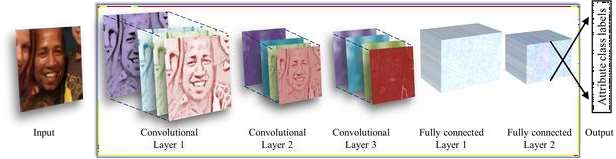 Attribute class labels
Input
Convolutional
Layer 1
Convolutional
Layer 2
Convolutional
Layer 3
Fully connected
Layer 1
Fully connected
Layer 2
Output